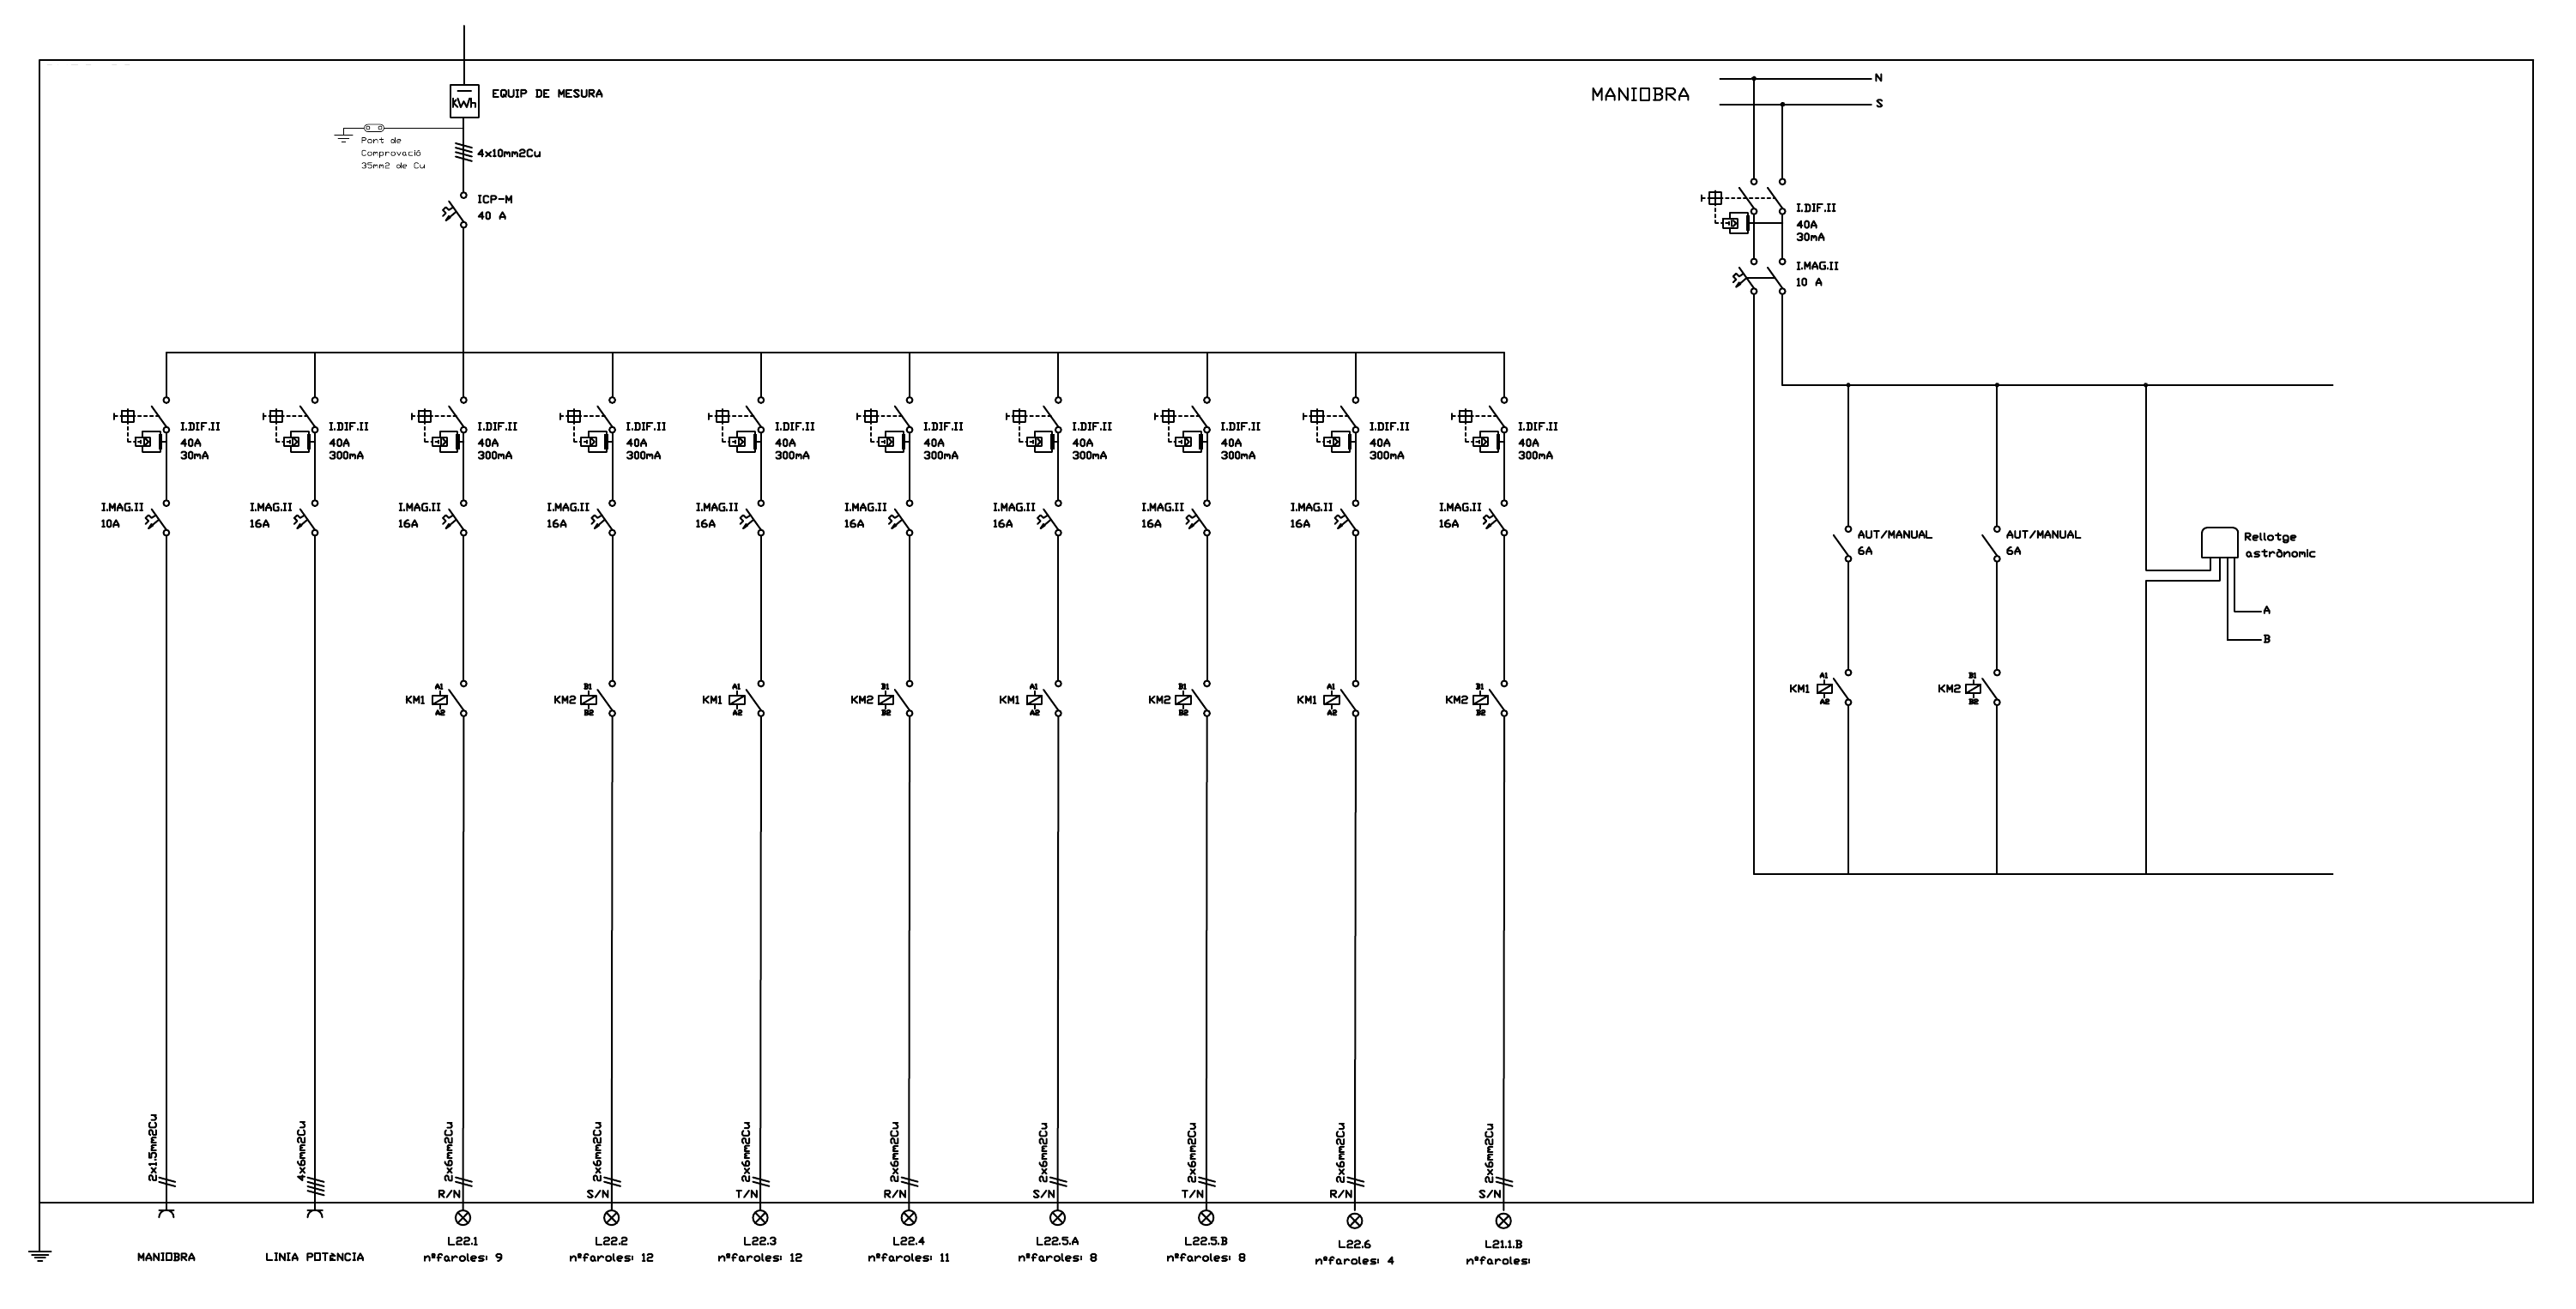 KWh
EQUIP DE MESURA
Pont de
Comprovació
35mm2 de Cu
4x10mm2Cu
ICP-M
40 A
MANIOBRA
N
S
I.DIF.II
40A
30mA
I.MAG.II
10 A
I.DIF.II
40A
30mA
I.DIF.II
40A
300mA
I.DIF.II
40A
300mA
I.DIF.II
40A
300mA
I.DIF.II
40A
300mA
I.DIF.II
40A
300mA
I.DIF.II
40A
300mA
I.DIF.II
40A
300mA
I.DIF.II
40A
300mA
I.DIF.II
40A
300mA
I.MAG.II
10A
I.MAG.II
16A
I.MAG.II
16A
I.MAG.II
16A
I.MAG.II
16A
I.MAG.II
16A
I.MAG.II
16A
I.MAG.II
16A
I.MAG.II
16A
I.MAG.II
16A
AUT/MANUAL
6A
AUT/MANUAL
6A
Rellotge
astrònomic
A
B
A1
KM1
A2
B1
KM2
B2
A1
KM1
A2
B1
KM2
B2
A1
KM1
A2
B1
KM2
B2
A1
KM1
A2
B1
KM2
B2
A1
KM1
A2
B1
KM2
B2
2x1.5mm2Cu
4x6mm2Cu
2x6mm2Cu
2x6mm2Cu
2x6mm2Cu
2x6mm2Cu
2x6mm2Cu
2x6mm2Cu
2x6mm2Cu
2x6mm2Cu
R/N
S/N
T/N
R/N
S/N
T/N
R/N
S/N
MANIOBRA
LINIA POTÈNCIA
L22.1
nºfaroles: 9
L22.2
nºfaroles: 12
L22.3
nºfaroles: 12
L22.4
nºfaroles: 11
L22.5.A
nºfaroles: 8
L22.5.B
nºfaroles: 8
L22.6
nºfaroles: 4
L21.1.B
nºfaroles: